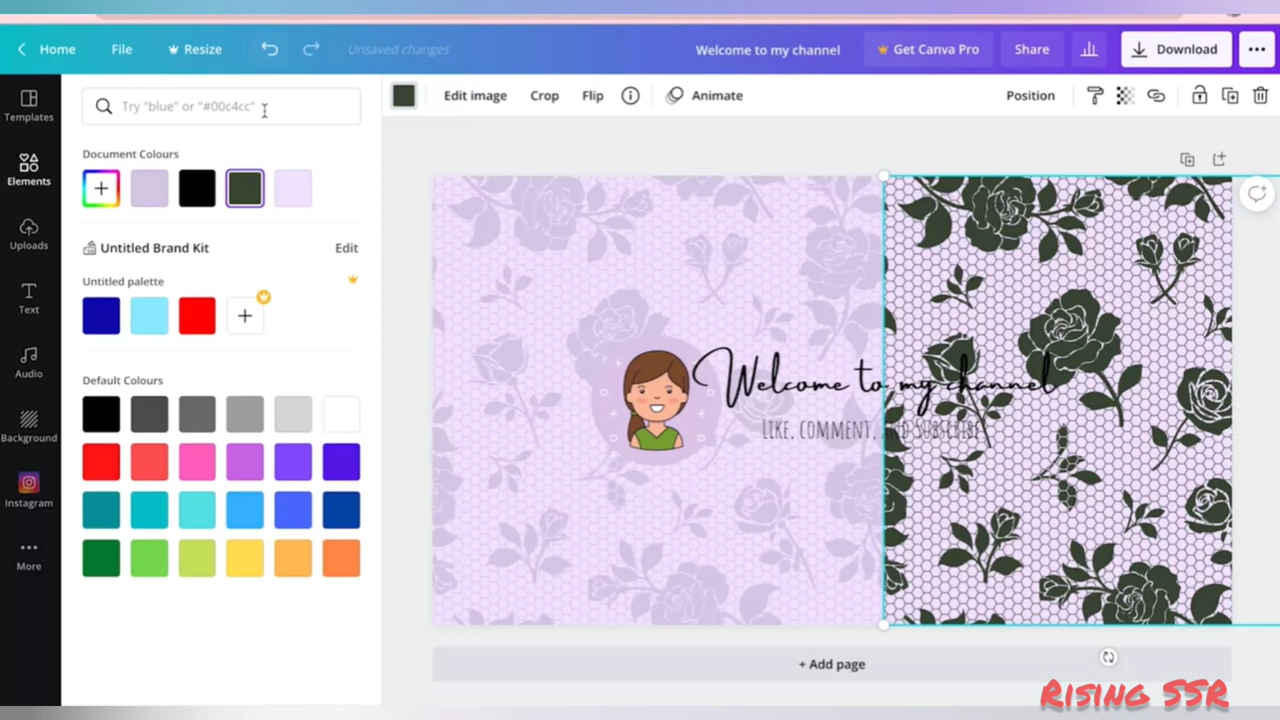 Home File Resize Unsaved changes Welcome to my channel Get Canva Pro Share Download
Templates
Elements
Uploads
Text
Audio
Background
Instagram
More
Try "blue" or "#00c4cc"
Document Colours
Untitled Brand Kit Edit
Untitled palette
Default Colours
Edit image Crop Flip Animate Position
Welcome to my channel
LIKE, COMMENT, AND SUBSCRIBE
+ Add page
RISING SSR